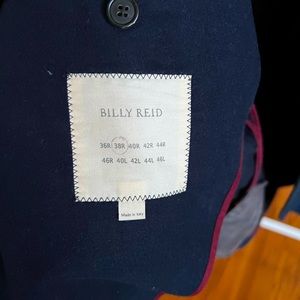 BILLY REID
36R 38R 40R 42R 44R
46R 40L 42L 44L 46L
Made in Italy